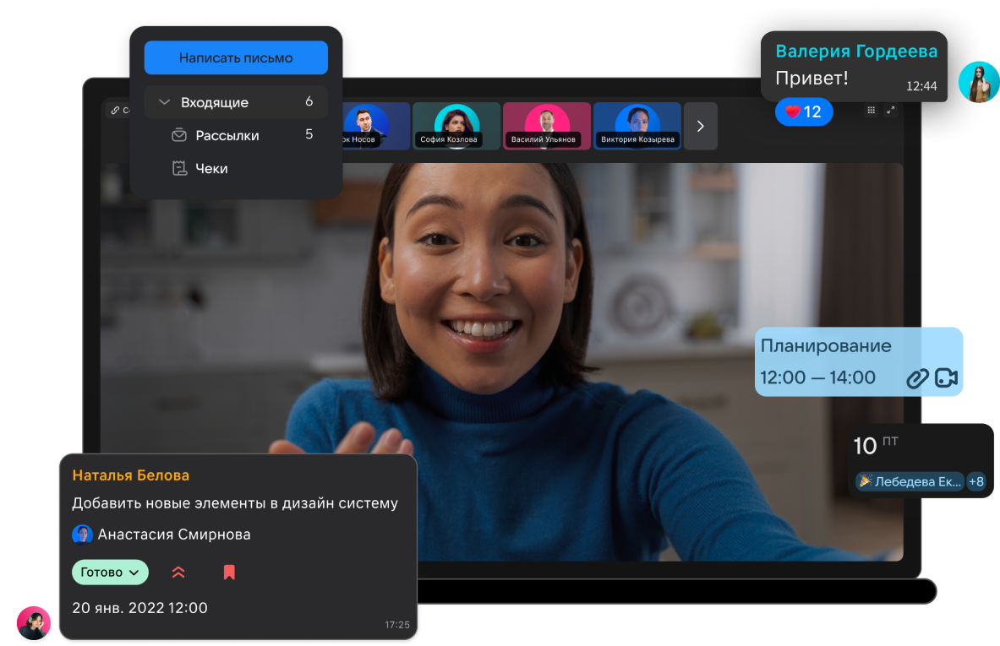 Написать письмо
Входящие 6
Рассылки 5
Чеки
Носов
София Козлова
Василий Ульянов
Виктория Козырева
Валерия Гордеева
Привет!
12:44
12
Планирование
12:00 — 14:00
10 ПТ
Лебедева Ек... +8
Наталья Белова
Добавить новые элементы в дизайн систему
Анастасия Смирнова
Готово
20 янв. 2022 12:00
17:25